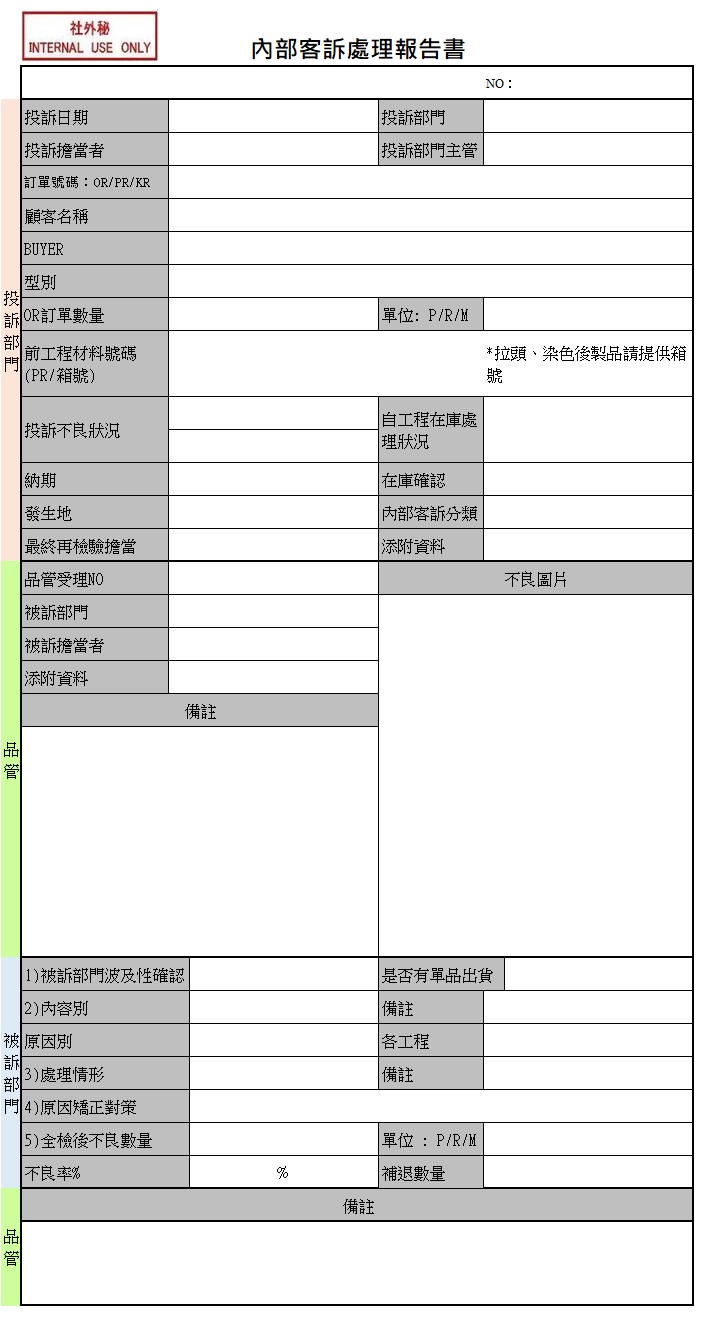 社外秘
INTERNAL USE ONLY
內部客訴處理報告書
NO：
投訴日期
投訴部門
投訴擔當者
投訴部門主管
訂單號碼：OR/PR/KR
顧客名稱
BUYER
型別
OR訂單數量
單位: P/R/M
前工程材料號碼
(PR/箱號)
*拉頭、染色後製品請提供箱
號
投訴不良狀況
自工程在庫處
理狀況
納期
在庫確認
發生地
內部客訴分類
最終再檢驗擔當
添附資料
投訴部門
品管受理NO
不良圖片
被訴部門
被訴擔當者
添附資料
備註
品管
1)被訴部門波及性確認
是否有單品出貨
2)內容別
備註
原因別
各工程
3)處理情形
備註
4)原因矯正對策
5)全檢後不良數量
單位 : P/R/M
不良率%
%
補退數量
被訴部門
備註
品管